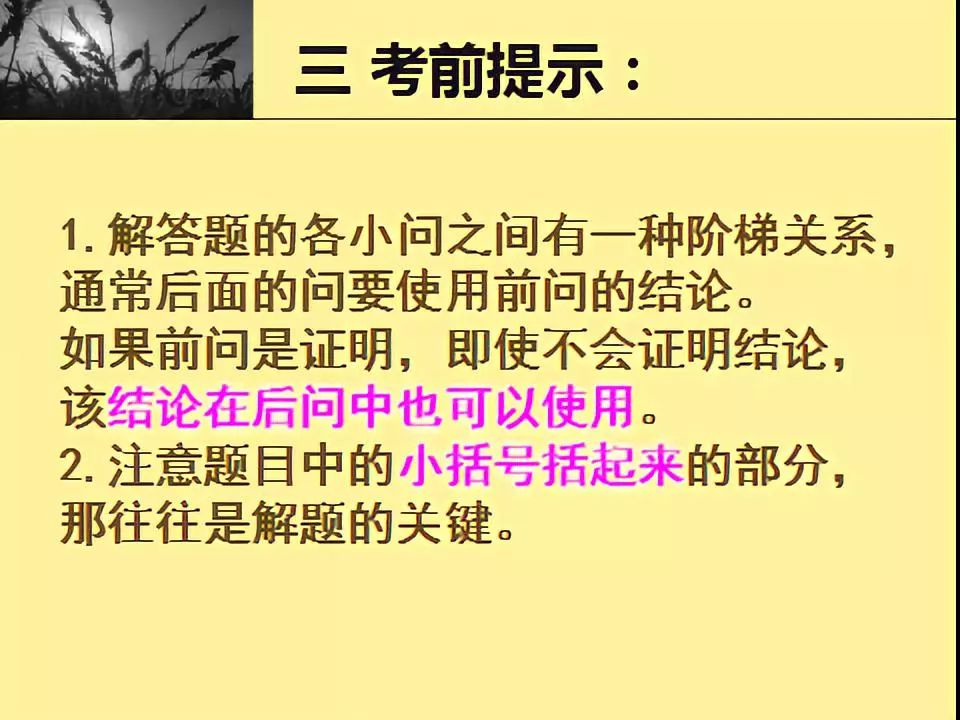 三 考前提示：
1.解答题的各小问之间有一种阶梯关系，
通常后面的问要使用前问的结论。
如果前问是证明，即使不会证明结论，
该结论在后问中也可以使用。
2.注意题目中的小括号括起来的部分，
那往往是解题的关键。